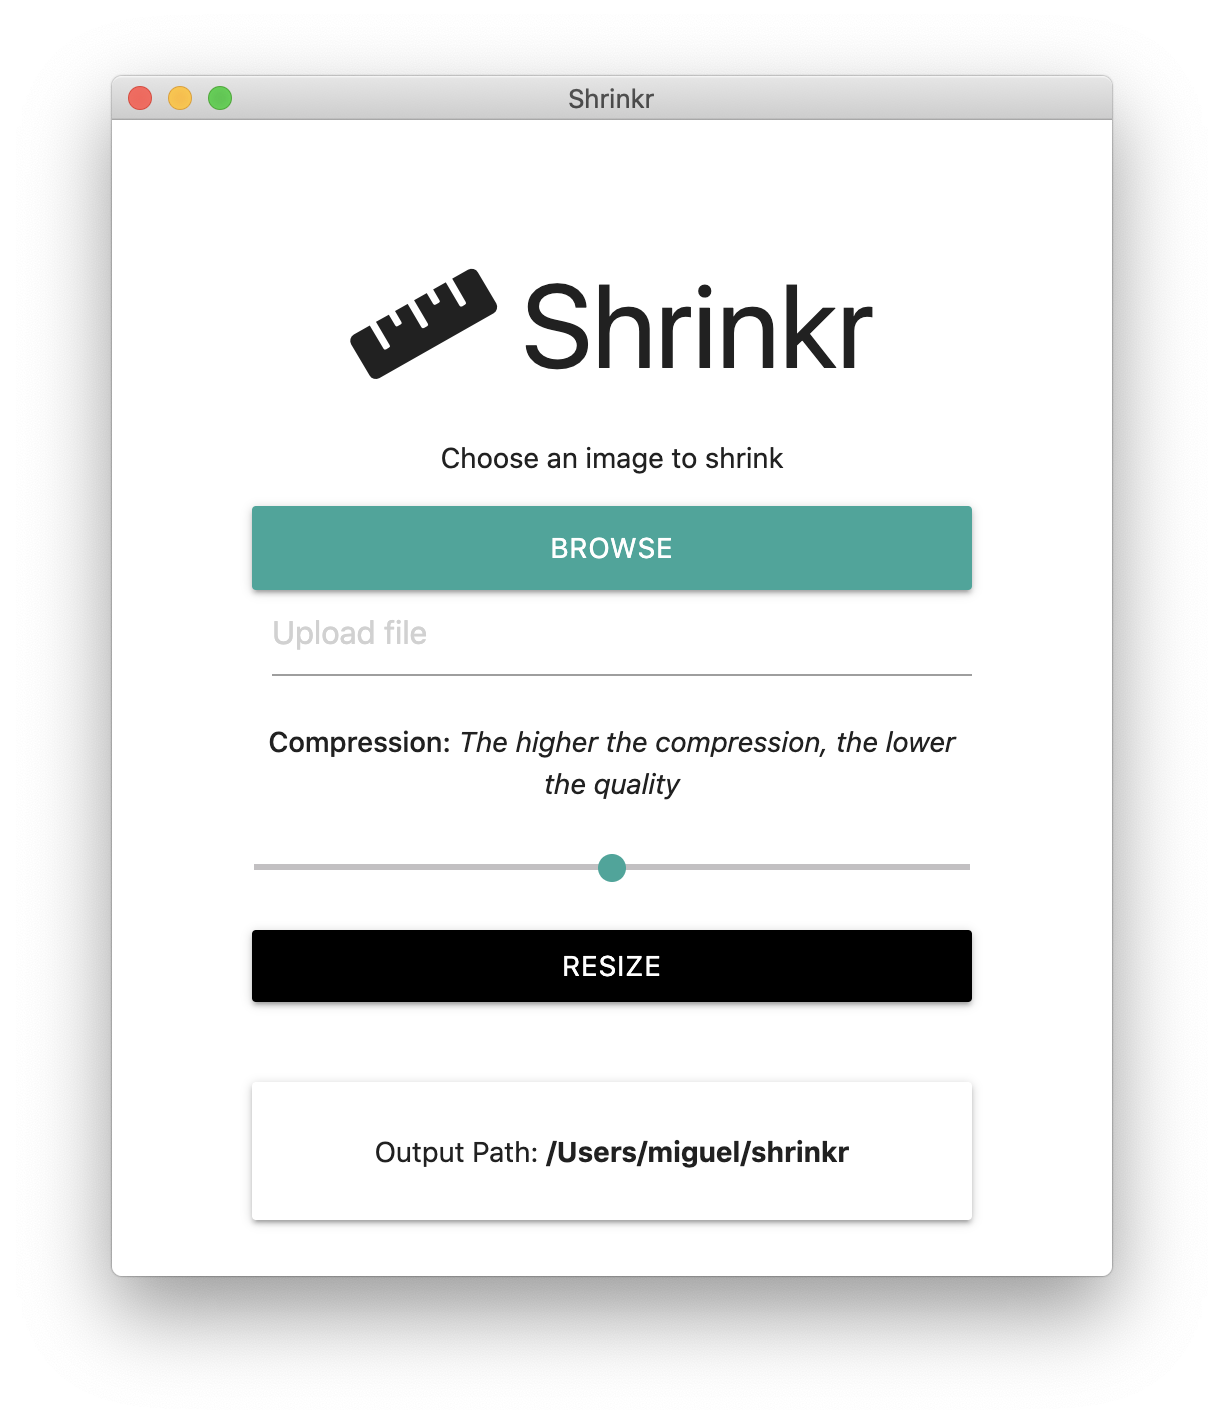 Shrinkr
Shrinkr
Choose an image to shrink
BROWSE
Upload file
Compression: The higher the compression, the lower
the quality
RESIZE
Output Path: /Users/miguel/shrinkr